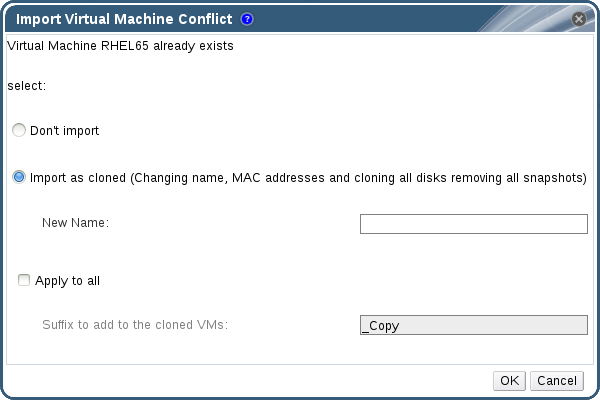 Import Virtual Machine Conflict ?
Virtual Machine RHEL65 already exists
select:
Don't import
Import as cloned (Changing name, MAC addresses and cloning all disks removing all snapshots)
New Name:
Apply to all
Suffix to add to the cloned VMs: _Copy
OK Cancel